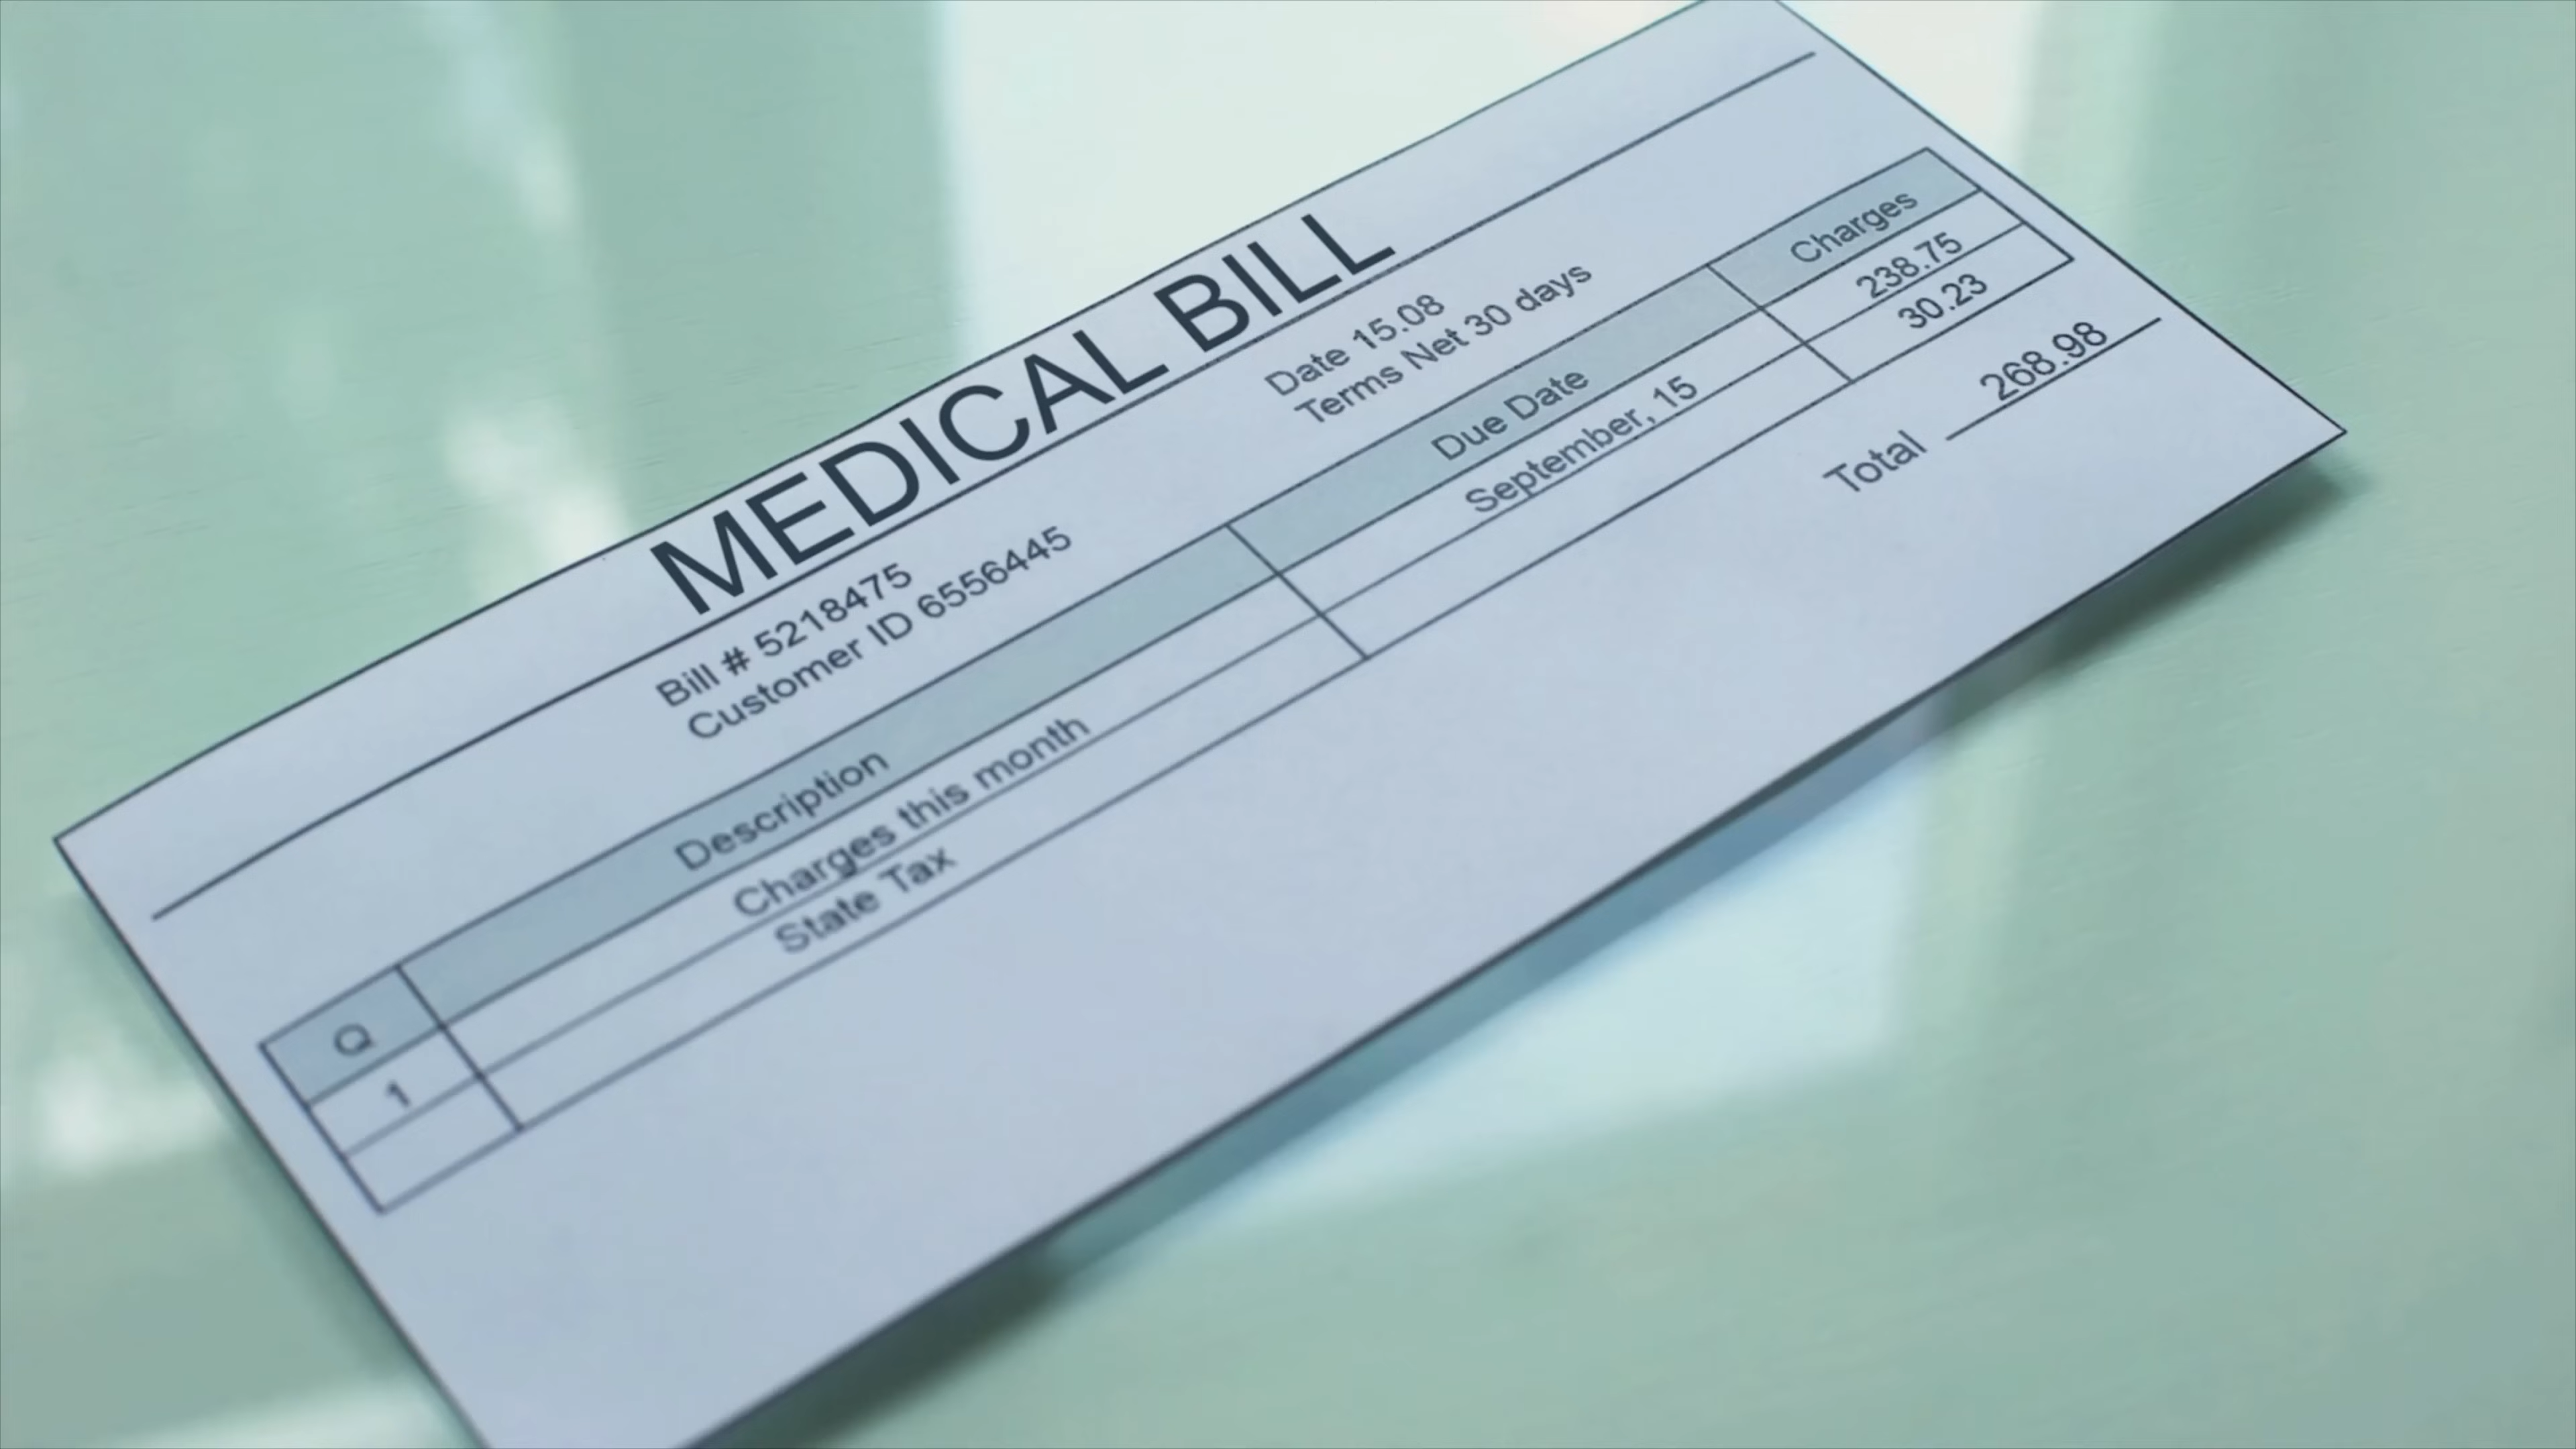 MEDICAL BILL
Bill # 5218475 Date 15.08
Customer ID 6556445 Terms Net 30 days
Q Description Due Date Charges
1 Charges this month September, 15 238.75
State Tax 30.23
Total 268.98